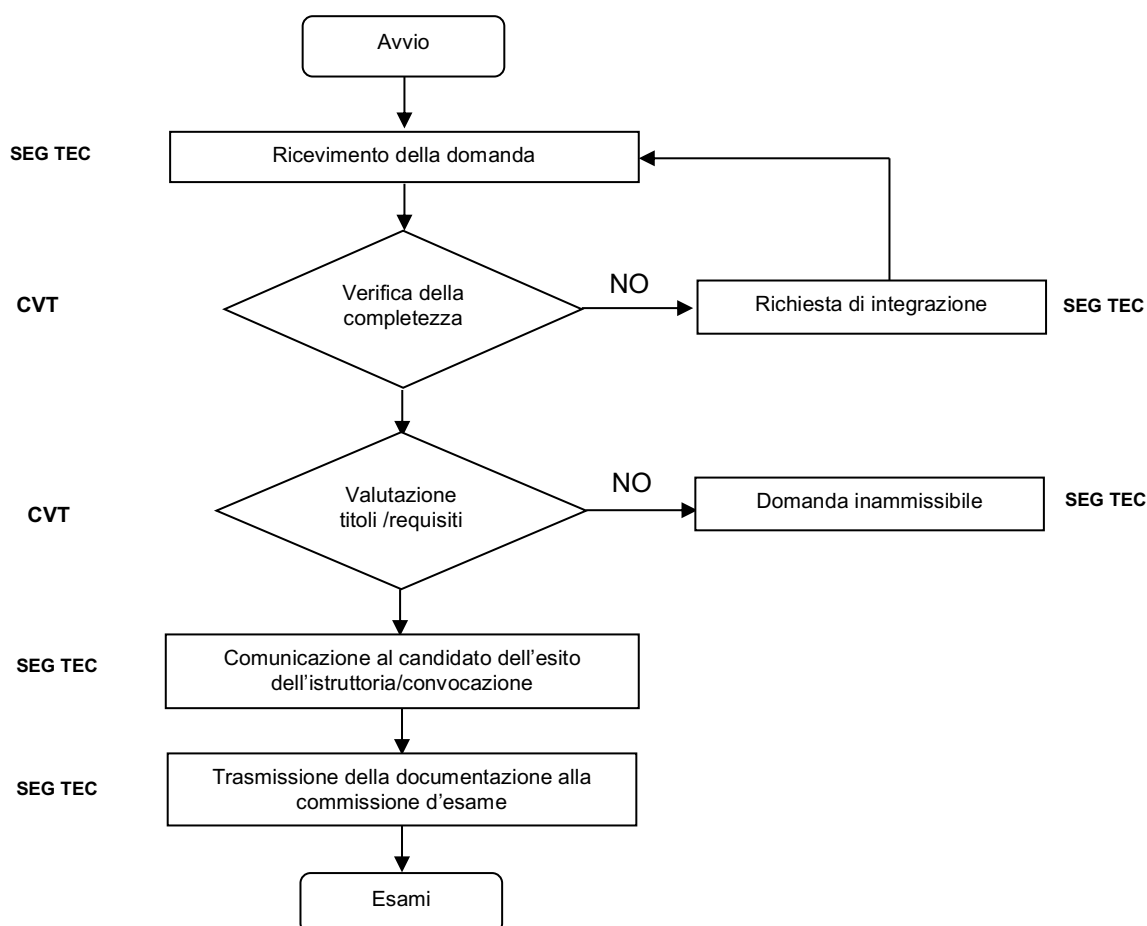 Avvio
SEG TEC
Ricevimento della domanda
CVT
Verifica della
completezza
NO
Richiesta di integrazione
SEG TEC
CVT
Valutazione
titoli /requisiti
NO
Domanda inammissibile
SEG TEC
SEG TEC
Comunicazione al candidato dell’esito
dell’istruttoria/convocazione
SEG TEC
Trasmissione della documentazione alla
commissione d’esame
Esami